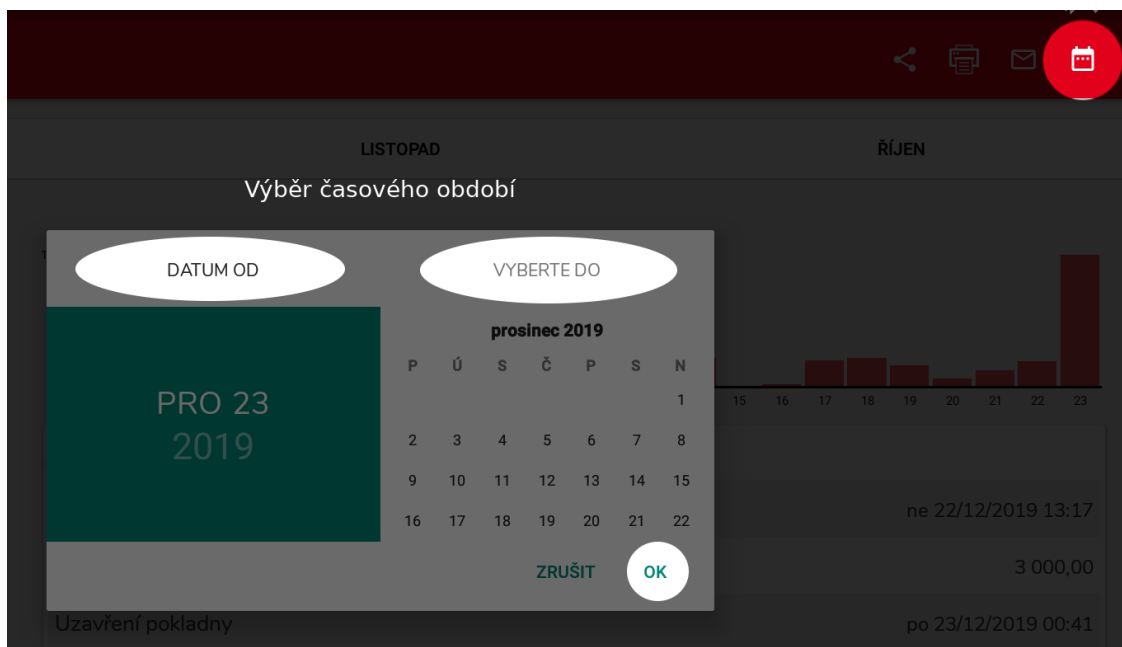 LISTOPAD ŘÍJEN
Výběr časového období
DATUM OD VYBERTE DO
prosinec 2019
P Ú S Č P S N
PRO 23
2019
1
2 3 4 5 6 7 8
9 10 11 12 13 14 15
16 17 18 19 20 21 22
15 16 17 18 19 20 21 22 23
ne 22/12/2019 13:17
ZRUŠIT OK
3 000,00
Uzavření pokladny po 23/12/2019 00:41